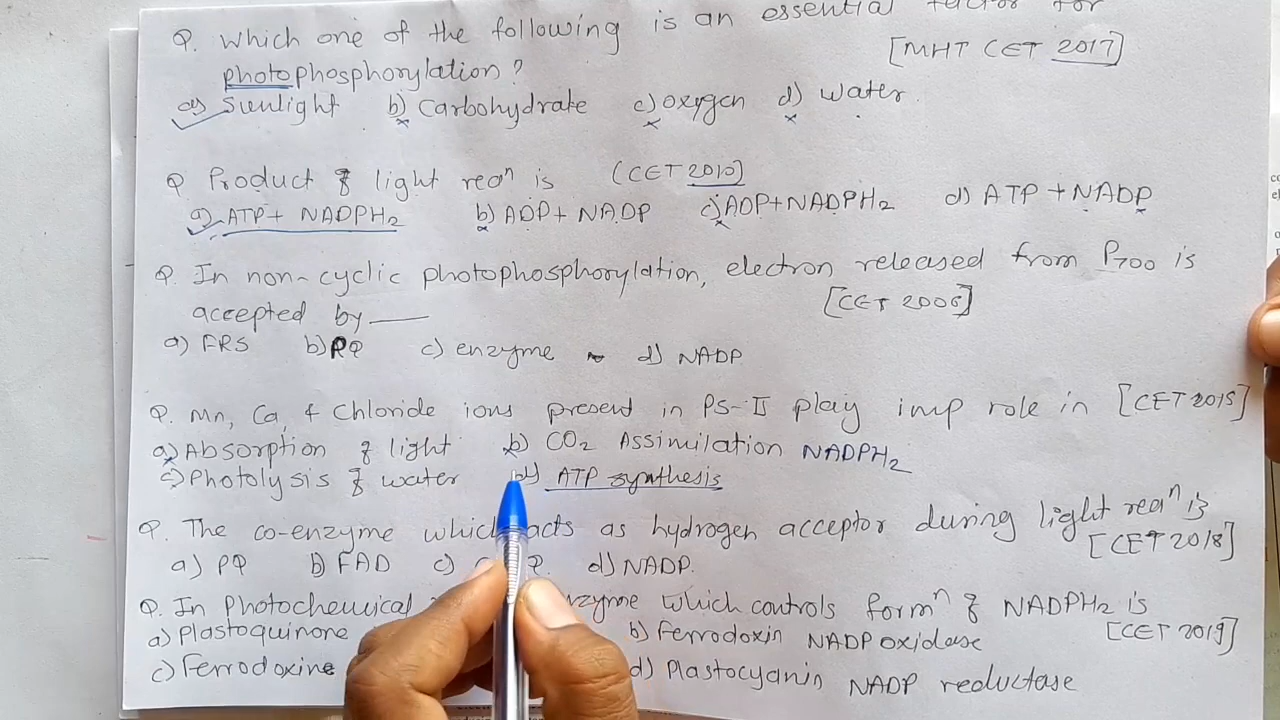 Q. Which one of the following is an essential factor for
photophosphorylation? [MHT CET 2017]
a) Sunlight b) Carbohydrate c) oxygen d) water.
Q Product of light reaⁿ is (CET 2010)
a) ATP + NADPH₂ b) ADP + NADP c) ADP+NADPH₂ d) ATP + NADP
Q. In non-cyclic photophosphorylation, electron released from P₇₀₀ is
accepted by —— [CET 2006]
a) FRS b) PQ c) enzyme d) NADP
Q. Mn, Ca, & Chloride ions present in PS-II play imp role in [CET 2015]
a) Absorption of light b) CO₂ Assimilation NADPH₂
c) Photolysis of water d) ATP synthesis
Q. The co-enzyme which acts as hydrogen acceptor during light reaⁿ is
[CET 2018]
a) PQ b) FAD c) Q. d) NADP.
Q. In Photochemical which controls formⁿ of NADPH₂ is
a) Plastoquinone b) Ferrodoxin NADP oxidase [CET 2019]
c) Ferrodoxine d) Plastocyanin NADP reductase